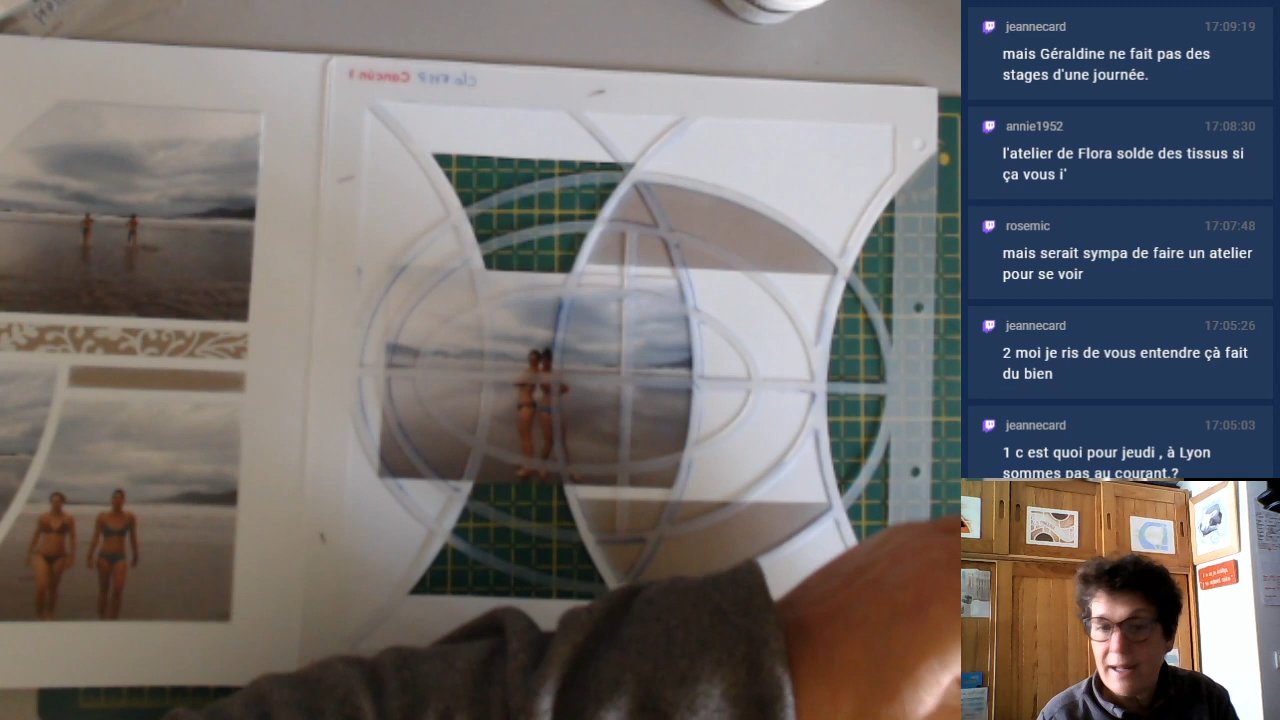 Cancún 1
jeannecard 17:09:19
mais Géraldine ne fait pas des
stages d'une journée.
annie1952 17:08:30
l'atelier de Flora solde des tissus si
ça vous i'
rosemic 17:07:48
mais serait sympa de faire un atelier
pour se voir
jeannecard 17:05:26
2 moi je ris de vous entendre çà fait
du bien
jeannecard 17:05:03
1 c est quoi pour jeudi , à Lyon
sommes pas au courant.?